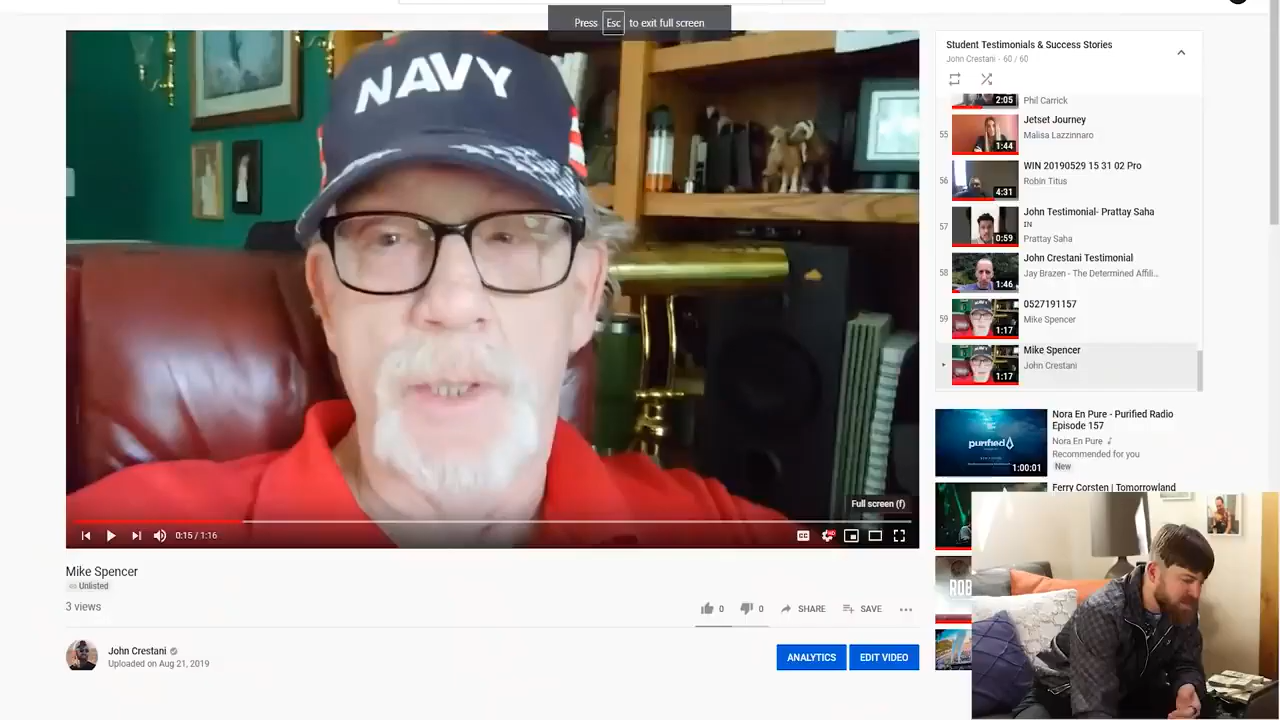 Press Esc to exit full screen
NAVY
Full screen (f)
0:15 / 1:16
CC
HD
Mike Spencer
Unlisted
3 views
0
0
SHARE
SAVE
John Crestani
Uploaded on Aug 21, 2019
ANALYTICS
EDIT VIDEO
Student Testimonials & Success Stories
John Crestani - 60 / 60
2:05
Phil Carrick
55
1:44
Jetset Journey
Malisa Lazzinnaro
56
4:31
WIN 20190529 15 31 02 Pro
Robin Titus
57
0:59
John Testimonial- Prattay Saha
IN
Prattay Saha
58
1:46
John Crestani Testimonial
Jay Brazen - The Determined Affili...
59
1:17
0527191157
Mike Spencer
1:17
Mike Spencer
John Crestani
purified
1:00:01
Nora En Pure - Purified Radio
Episode 157
Nora En Pure
Recommended for you
New
Ferry Corsten | Tomorrowland
ROB